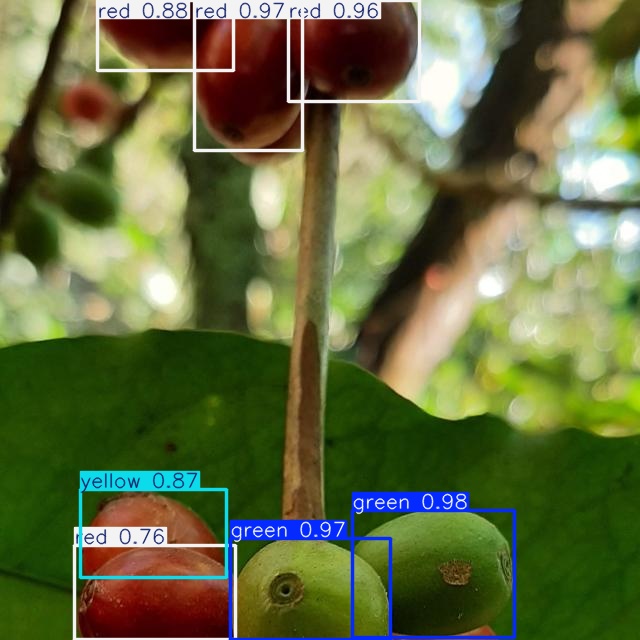 red 0.88
red 0.97
red 0.96
yellow 0.87
red 0.76
green 0.97
green 0.98